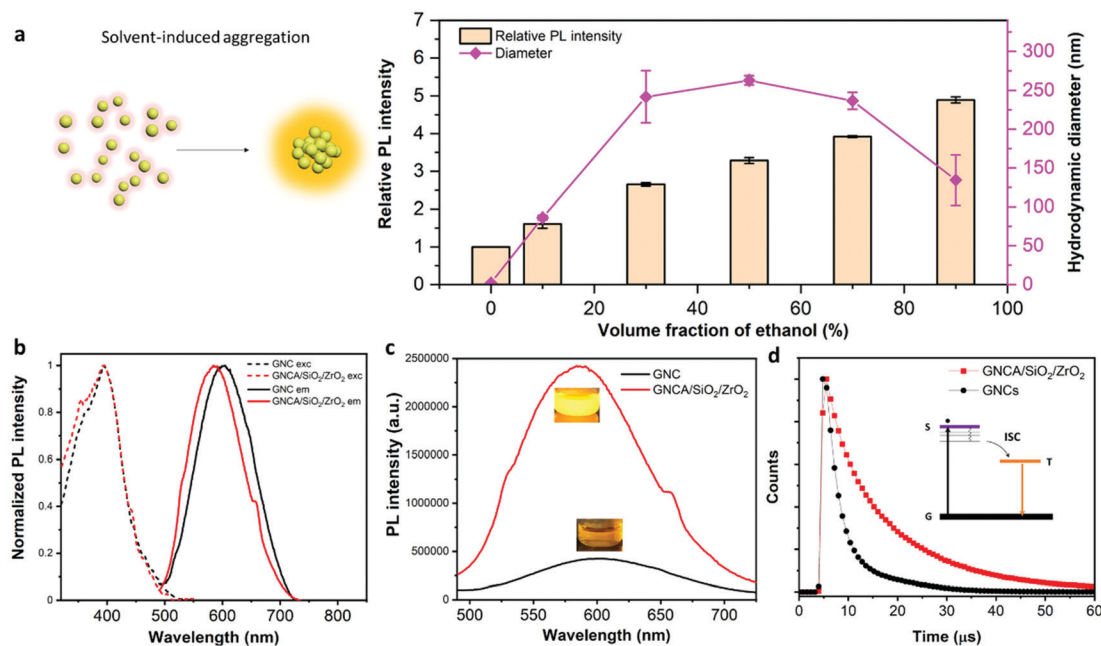 a
Solvent-induced aggregation
Relative PL intensity
Diameter
Relative PL intensity
7
6
5
4
3
2
1
0
Hydrodynamic diameter (nm)
300
250
200
150
100
50
0
0 20 40 60 80 100
Volume fraction of ethanol (%)
b
GNC exc
GNCA/SiO₂/ZrO₂ exc
GNC em
GNCA/SiO₂/ZrO₂ em
Normalized PL intensity
1
0.8
0.6
0.4
0.2
0
400 500 600 700 800
Wavelength (nm)
c
GNC
GNCA/SiO₂/ZrO₂
PL intensity (a.u.)
2500000
2000000
1500000
1000000
500000
0
500 550 600 650 700
Wavelength (nm)
d
GNCA/SiO₂/ZrO₂
GNCs
Counts
S
ISC
T
G
0 10 20 30 40 50 60
Time (μs)